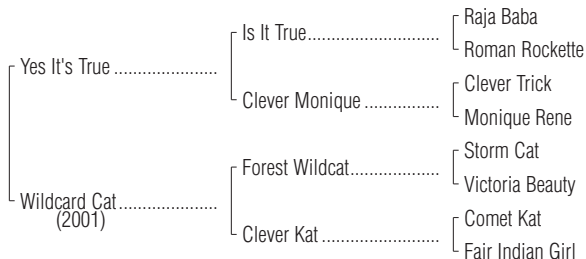 Raja Baba
Is It True
Roman Rockette
Yes It's True
Clever Trick
Clever Monique
Monique Rene
Storm Cat
Forest Wildcat
Victoria Beauty
Wildcard Cat
(2001)
Comet Kat
Clever Kat
Fair Indian Girl